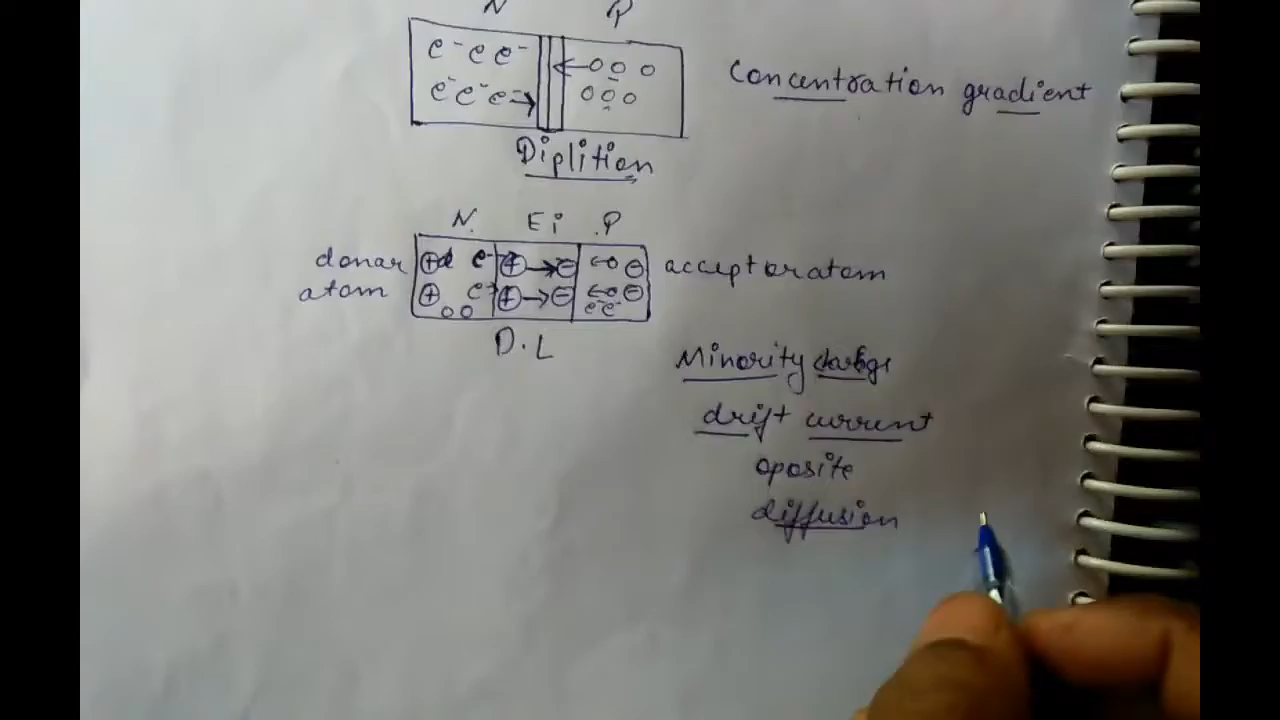 N P
e⁻ e e⁻ o o o
e⁻ e⁻ e⁻ o o o
Concentration gradient
Diplition
N. Ei .P
donar ⊕ e⁻ ⊕ → ⊖ ←o ⊖ acceptor atom
atom ⊕ e⁻ ⊕ → ⊖ ←o ⊖
o o e⁻ e⁻
D.L
Minority
drift current
oposite
diffusion